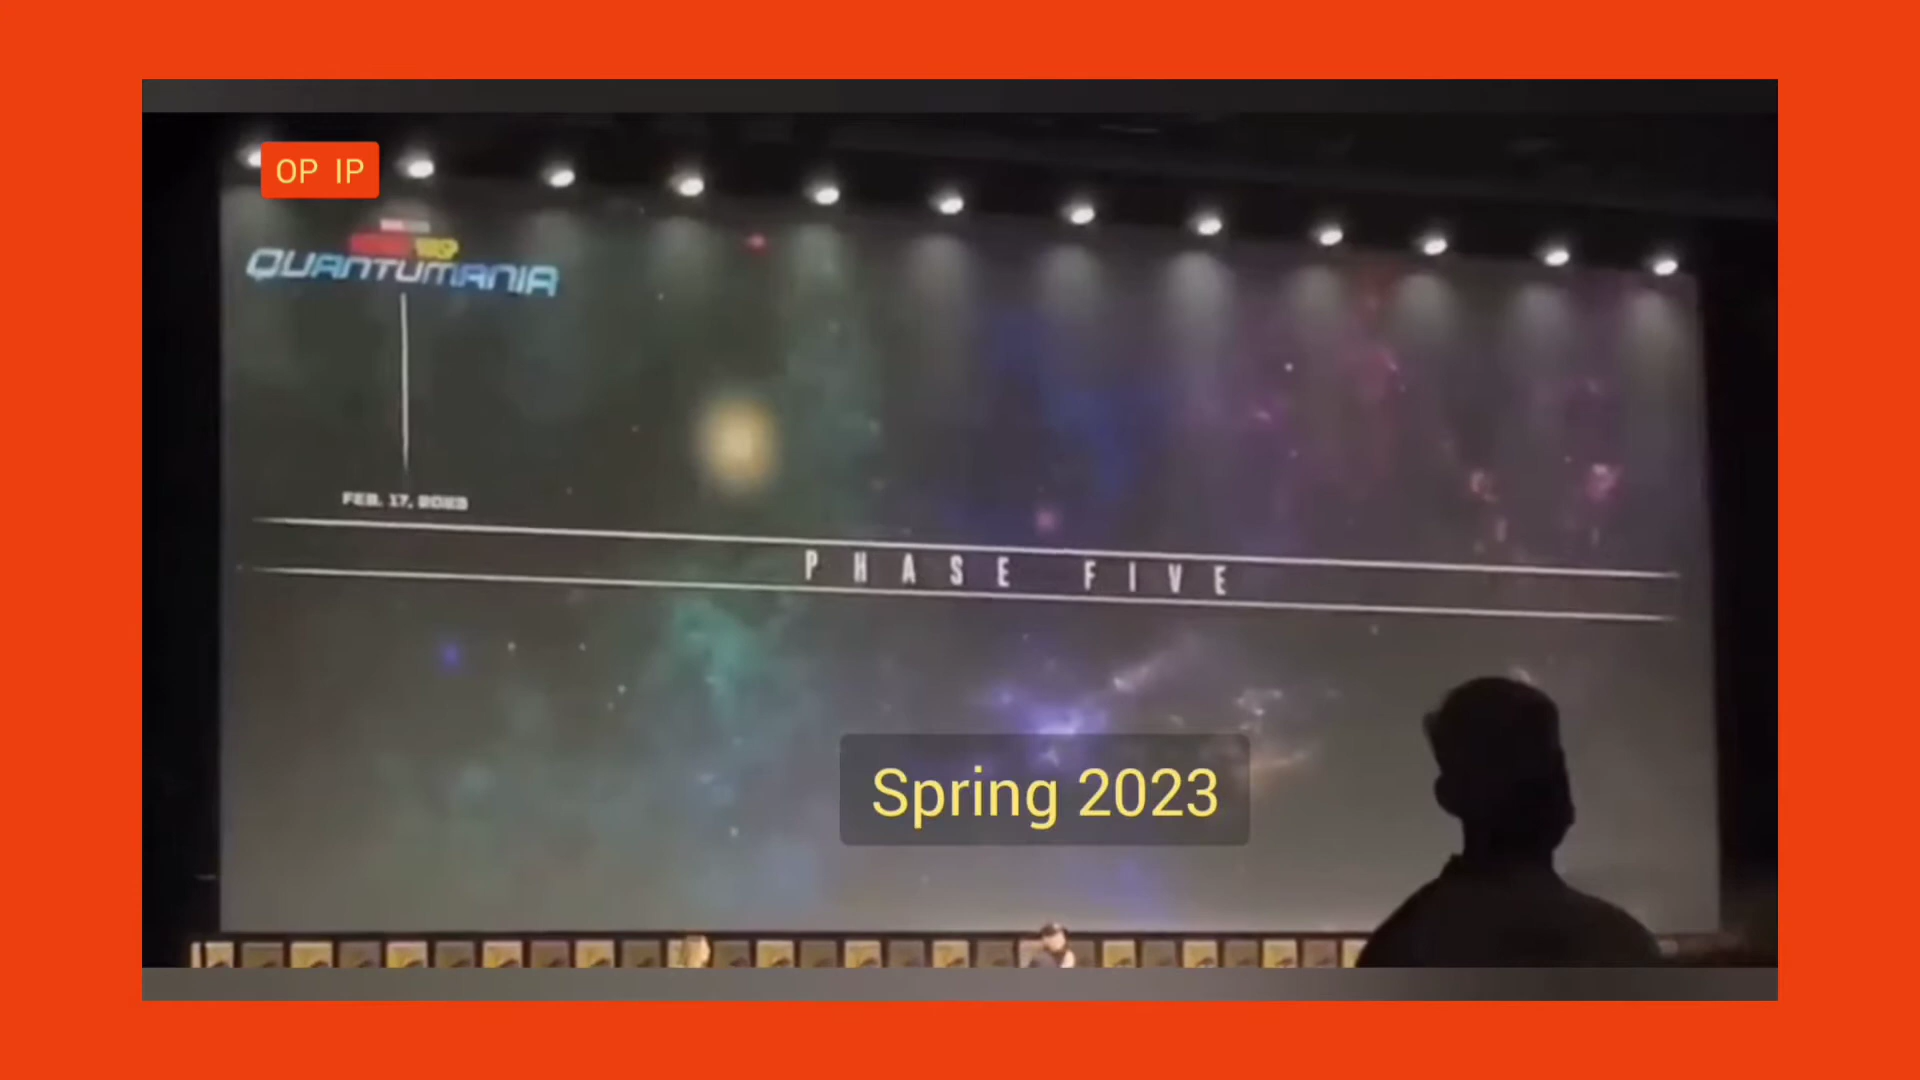 OP IP
QUANTUMANIA
FEB. 17, 2023
PHASE FIVE
Spring 2023